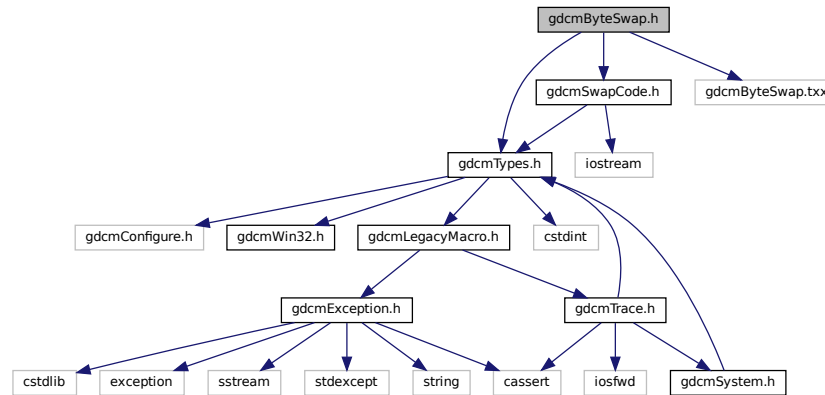 gdcmByteSwap.h
gdcmSwapCode.h
gdcmByteSwap.txx
gdcmTypes.h
iostream
gdcmConfigure.h
gdcmWin32.h
gdcmLegacyMacro.h
cstdint
gdcmException.h
gdcmTrace.h
cstdlib
exception
sstream
stdexcept
string
cassert
iosfwd
gdcmSystem.h